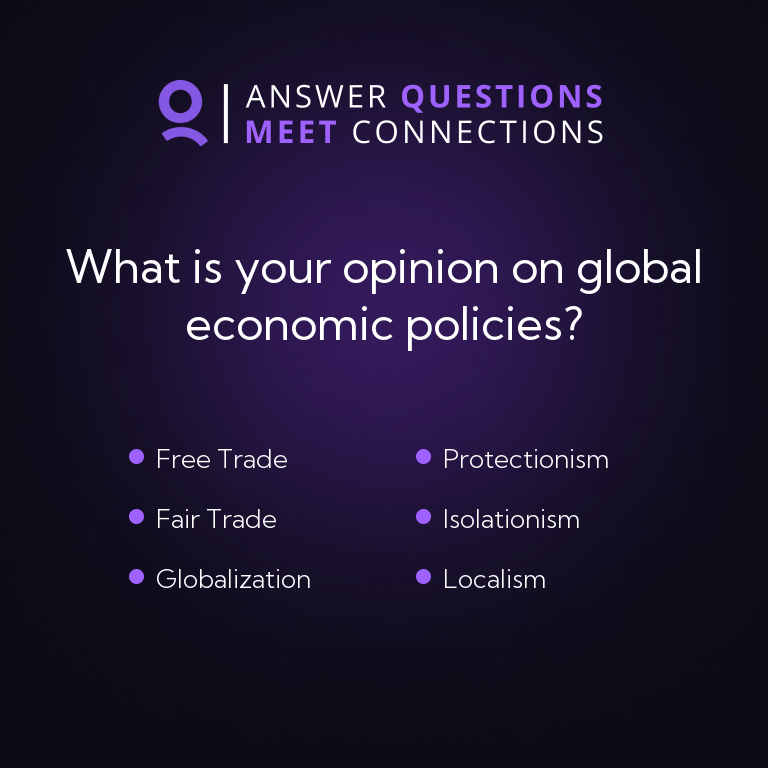 ANSWER QUESTIONS
MEET CONNECTIONS
What is your opinion on global
economic policies?
Free Trade
Fair Trade
Globalization
Protectionism
Isolationism
Localism